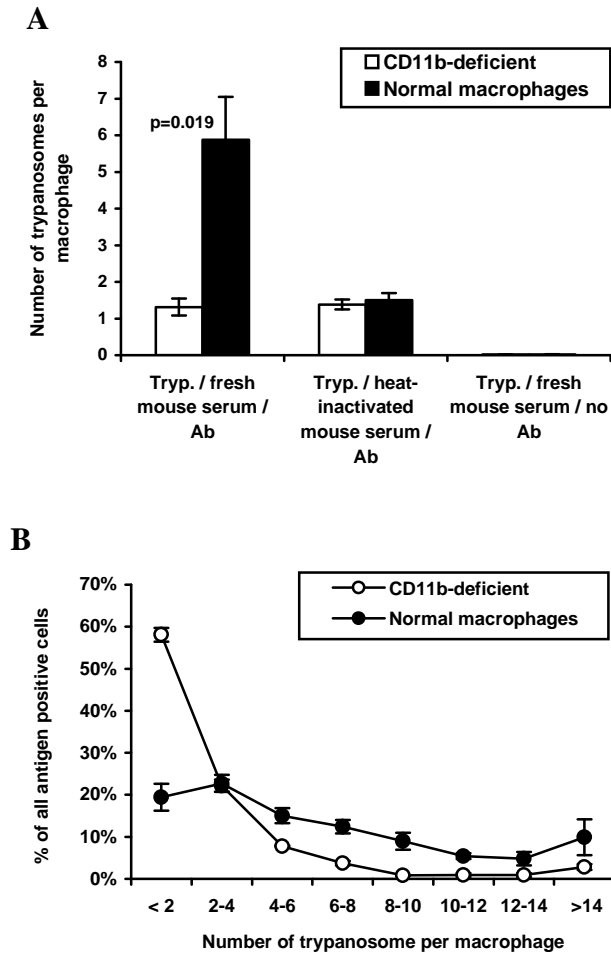 A
CD11b-deficient
Normal macrophages
Number of trypanosomes per
macrophage
8
7
6
5
4
3
2
1
0
p=0.019
Tryp. / fresh
mouse serum /
Ab
Tryp. / heat-
inactivated
mouse serum /
Ab
Tryp. / fresh
mouse serum / no
Ab
B
CD11b-deficient
Normal macrophages
% of all antigen positive cells
70%
60%
50%
40%
30%
20%
10%
0%
< 2 2-4 4-6 6-8 8-10 10-12 12-14 >14
Number of trypanosome per macrophage